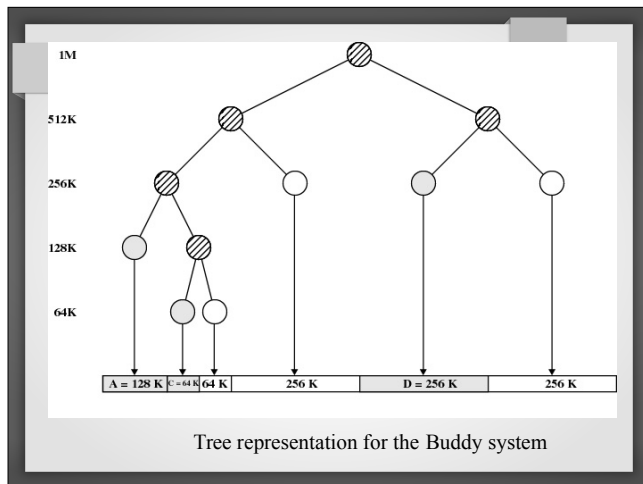 1M
512K
256K
128K
64K
A = 128 K C = 64 K 64 K 256 K D = 256 K 256 K
Tree representation for the Buddy system